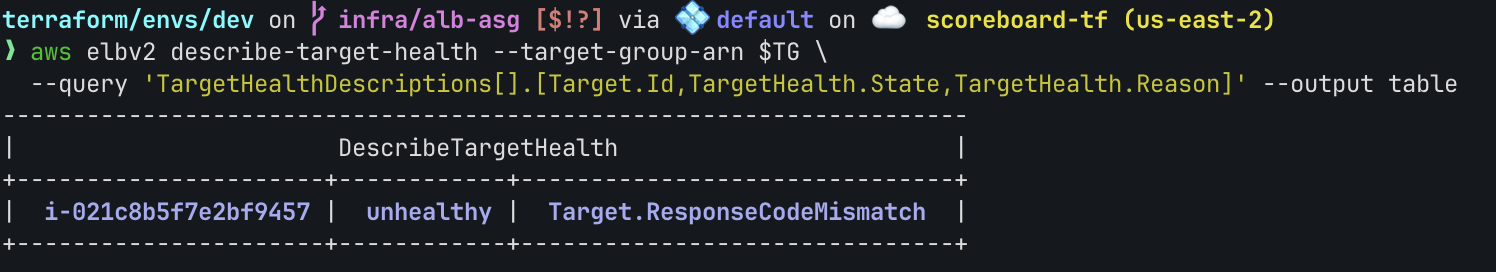 terraform/envs/dev on infra/alb-asg [$!?] via default on scoreboard-tf (us-east-2)
❯ aws elbv2 describe-target-health --target-group-arn $TG \
  --query 'TargetHealthDescriptions[].[Target.Id,TargetHealth.State,TargetHealth.Reason]' --output table
---------------------------------------------------------------------
|                       DescribeTargetHealth                        |
+----------------------+------------+-------------------------------+
|  i-021c8b5f7e2bf9457 |  unhealthy |  Target.ResponseCodeMismatch  |
+----------------------+------------+-------------------------------+